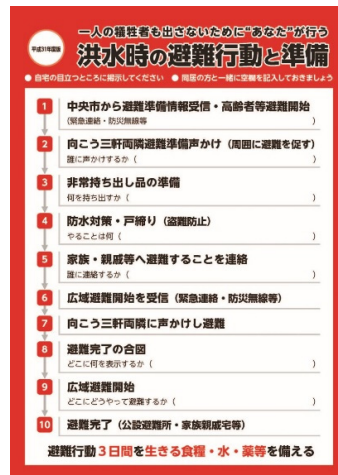 一人の犠牲者も出さないために"あなた"が行う
平成31年度版
洪水時の避難行動と準備
● 自宅の目立つところに掲示してください ● 同居の方と一緒に空欄を記入しておきましょう
1 中央市から避難準備情報受信・高齢者等避難開始
(緊急連絡・防災無線等 )
2 向こう三軒両隣避難準備声かけ(周囲に避難を促す)
誰に声かけするか( )
3 非常持ち出し品の準備
何を持ち出すか( )
4 防水対策・戸締り(盗難防止)
やることは何( )
5 家族・親戚等へ避難することを連絡
誰に連絡するか( )
6 広域避難開始を受信(緊急連絡・防災無線等)
7 向こう三軒両隣に声かけし避難
8 避難完了の合図
どこに何を表示するか( )
9 広域避難開始
どこにどうやって避難するか( )
10 避難完了(公設避難所・家族親戚宅等)
避難行動3日間を生きる食糧・水・薬等を備える